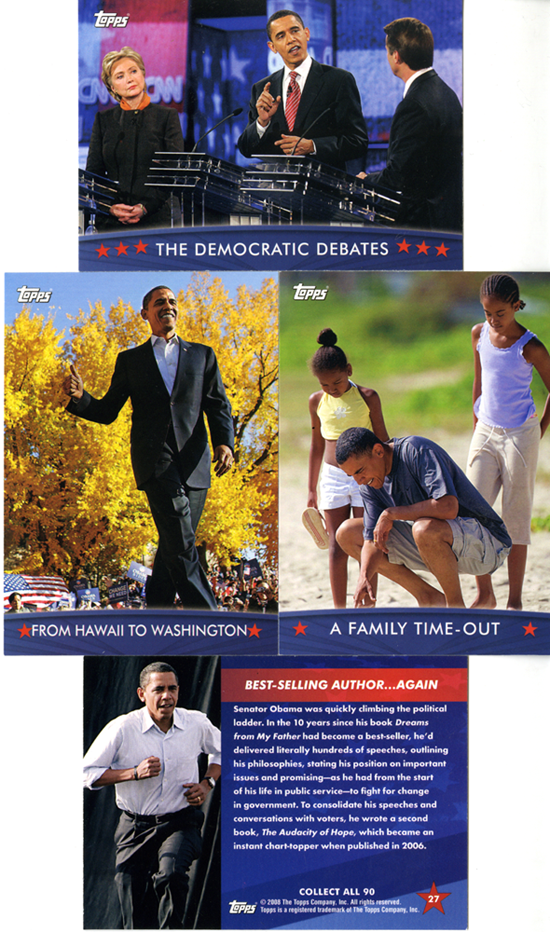 Topps
CNN
CNN
THE DEMOCRATIC DEBATES
Topps
FROM HAWAII TO WASHINGTON
Topps
A FAMILY TIME-OUT
BEST-SELLING AUTHOR...AGAIN
Senator Obama was quickly climbing the political
ladder. In the 10 years since his book Dreams
from My Father had become a best-seller, he'd
delivered literally hundreds of speeches, outlining
his philosophies, stating his position on important
issues and promising—as he had from the start
of his life in public service—to fight for change
in government. To consolidate his speeches and
conversations with voters, he wrote a second
book, The Audacity of Hope, which became an
instant chart-topper when published in 2006.
COLLECT ALL 90
Topps
© 2008 The Topps Company, Inc. All rights reserved.
Topps is a registered trademark of The Topps Company, Inc.
27